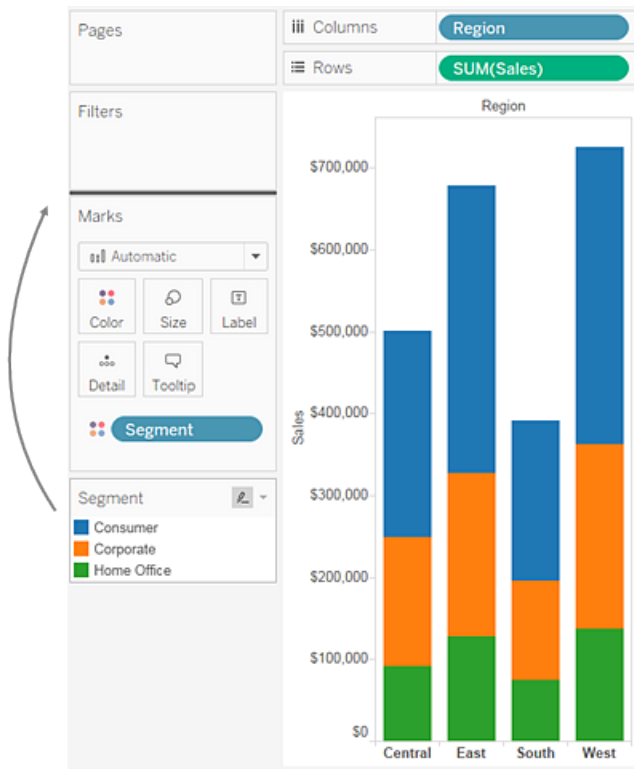 Pages
Columns
Region
Rows
SUM(Sales)
Filters
Marks
Automatic
Color
Size
Label
Detail
Tooltip
Segment
Segment
Consumer
Corporate
Home Office
Region
Sales
$700,000
$600,000
$500,000
$400,000
$300,000
$200,000
$100,000
$0
Central East South West